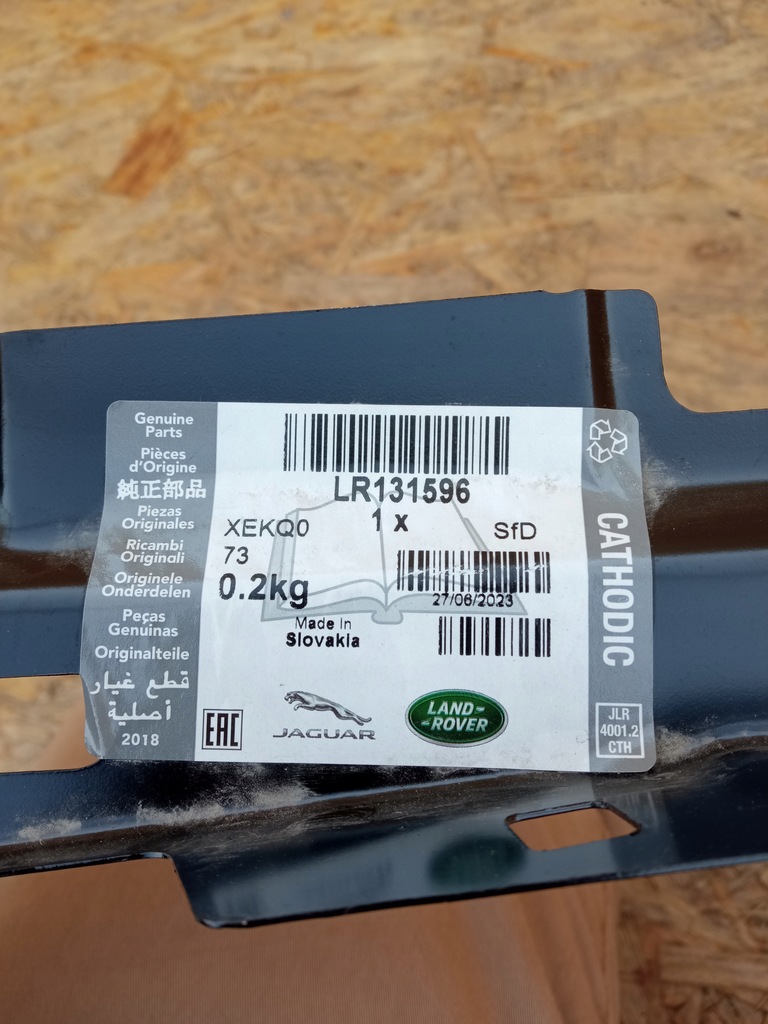 Genuine
Parts
Pièces
d'Origine
純正部品
Piezas
Originales
Ricambi
Originali
Originele
Onderdelen
Peças
Genuinas
Originalteile
قطع غيار
أصلية
2018
LR131596
1 x
XEKQ0
SfD
73
0.2kg
27/06/2023
Made In
Slovakia
EAC
JAGUAR
LAND-
-ROVER
CATHODIC
JLR
4001.2
CTH